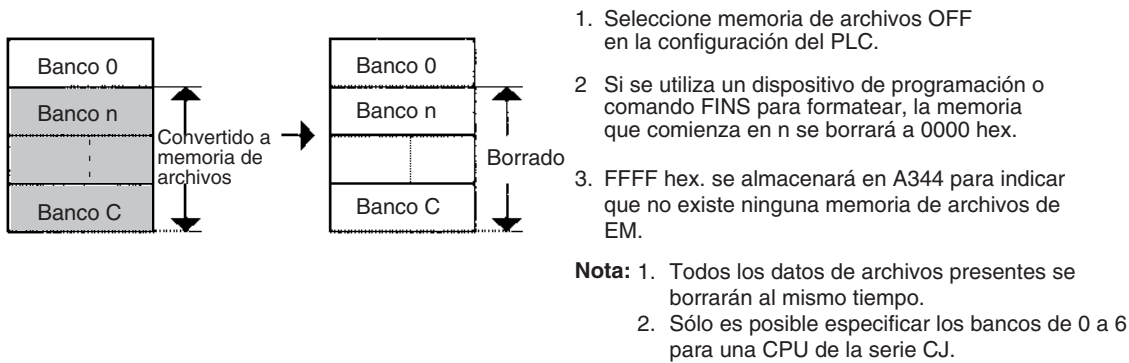 Banco 0
Banco n
Banco C
Convertido a
memoria de
archivos
Banco 0
Banco n
Banco C
Borrado
1. Seleccione memoria de archivos OFF
en la configuración del PLC.
2 Si se utiliza un dispositivo de programación o
comando FINS para formatear, la memoria
que comienza en n se borrará a 0000 hex.
3. FFFF hex. se almacenará en A344 para indicar
que no existe ninguna memoria de archivos de
EM.
Nota: 1. Todos los datos de archivos presentes se
borrarán al mismo tiempo.
2. Sólo es posible especificar los bancos de 0 a 6
para una CPU de la serie CJ.